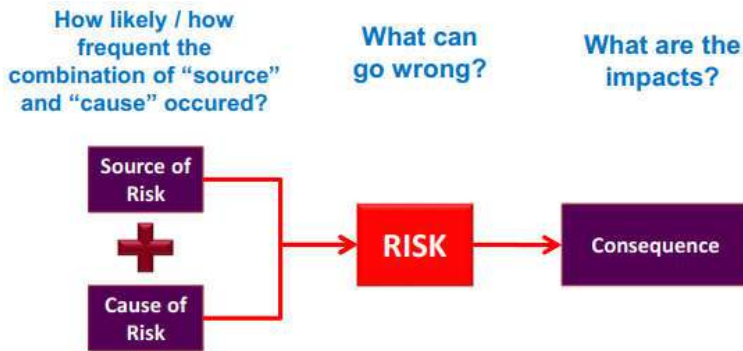 How likely / how
frequent the
combination of “source”
and “cause” occured?
What can
go wrong?
What are the
impacts?
Source of
Risk
Cause of
Risk
RISK
Consequence